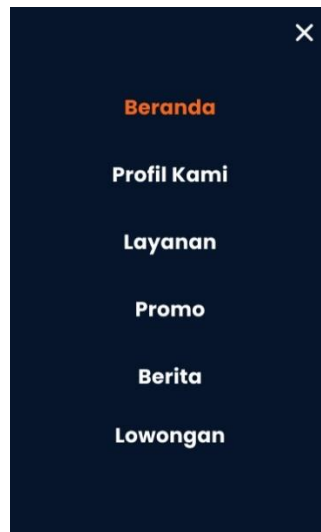 Beranda
Profil Kami
Layanan
Promo
Berita
Lowongan